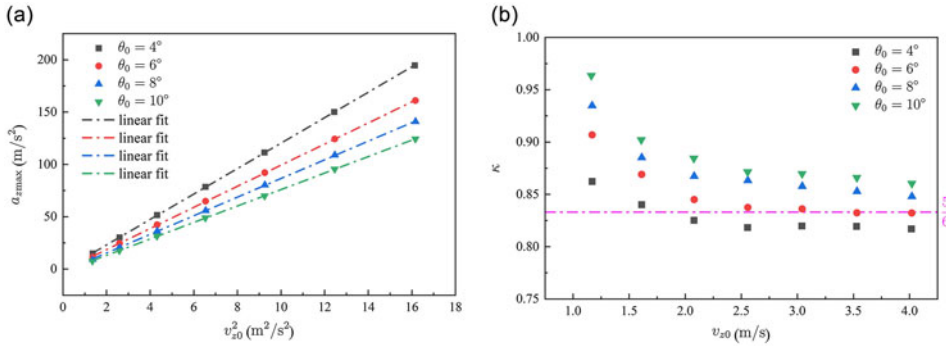 (a)
200
150
100
50
0
a_zmax (m/s²)
θ₀ = 4°
θ₀ = 6°
θ₀ = 8°
θ₀ = 10°
linear fit
linear fit
linear fit
linear fit
0 2 4 6 8 10 12 14 16 18
v²_z0 (m²/s²)
(b)
1.00
0.95
0.90
0.85
0.80
0.75
κ
θ₀ = 4°
θ₀ = 6°
θ₀ = 8°
θ₀ = 10°
1.0 1.5 2.0 2.5 3.0 3.5 4.0
v_z0 (m/s)